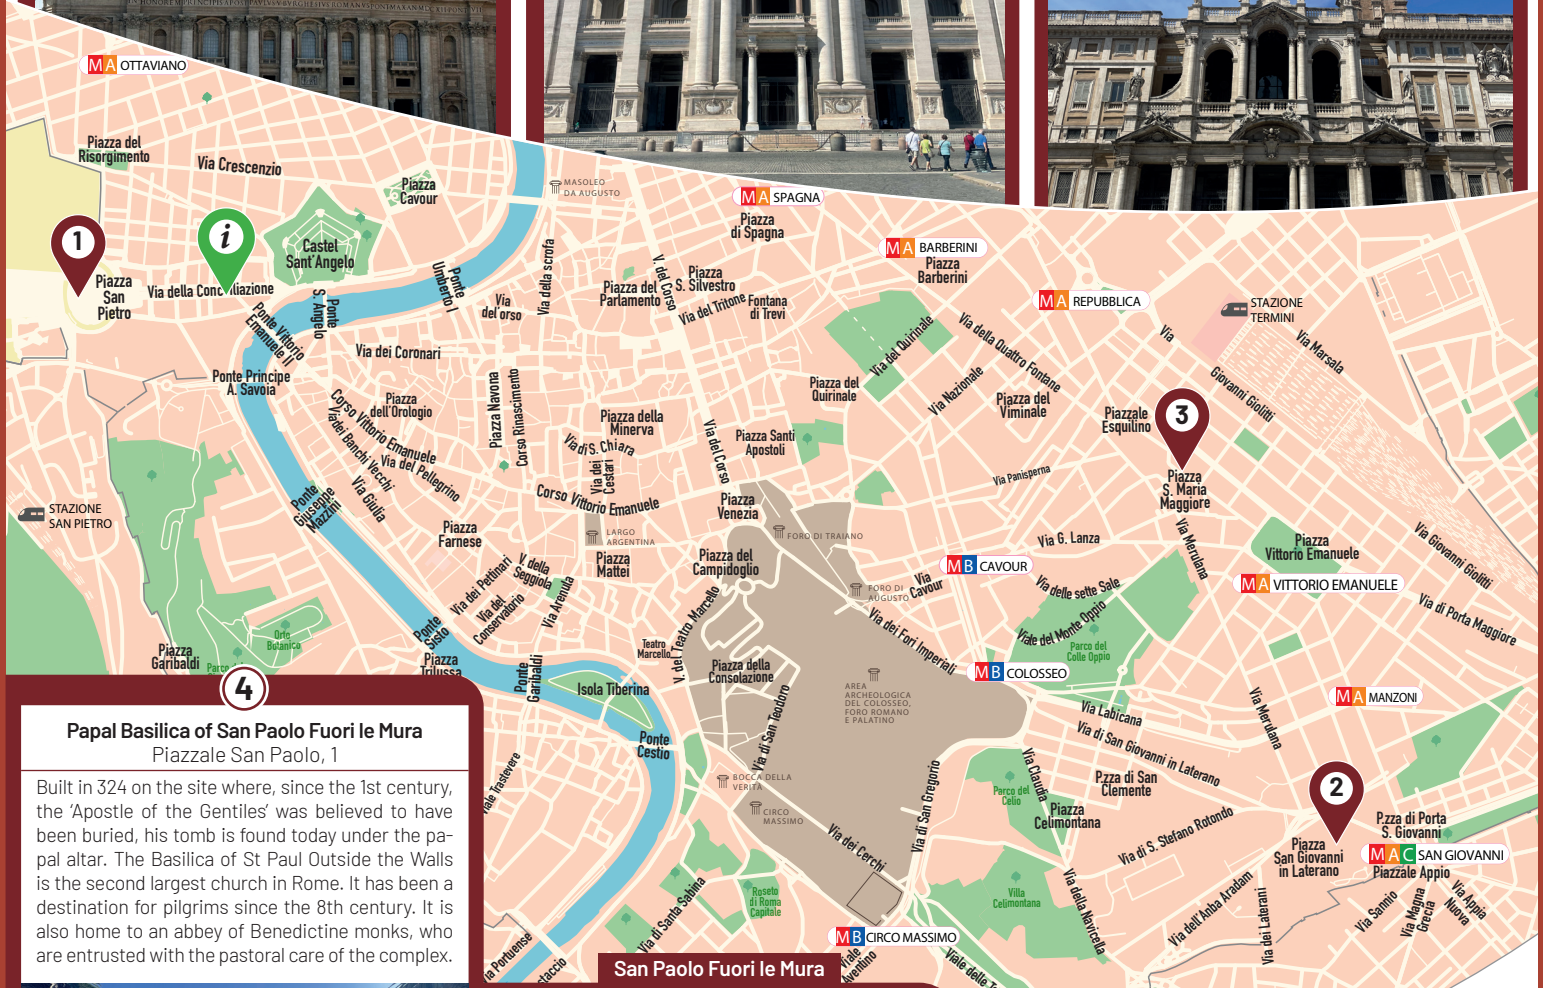 MA OTTAVIANO
Piazza del
Risorgimento
Via Crescenzio
Piazza
Cavour
MASOLEO
DA AUGUSTO
MA SPAGNA
Piazza
di Spagna
MA BARBERINI
Piazza
Barberini
MA REPUBBLICA
STAZIONE
TERMINI
1
i
Castel
Sant'Angelo
Piazza
San
Pietro
Via della Conciliazione
Ponte
S. Angelo
Ponte
Umberto I
Via
del'orso
Via della scrofa
Piazza del
Parlamento
V. del Corso
Piazza
S. Silvestro
Via del Tritone
Fontana
di Trevi
Via del Quirinale
Via della Quattro Fontane
Via
Giovanni Giolitti
Via Marsala
Ponte Vittorio
Emanuele II
Via dei Coronari
Ponte Principe
A. Savoia
Corso Vittorio Emanuele
Piazza
dell'Orologio
Via dei Banchi Vecchi
Via del Pellegrino
Via Giulia
Piazza Navona
Corso Rinascimento
Piazza della
Minerva
Via di S. Chiara
Via dei
Cestari
Via del Corso
Piazza Santi
Apostoli
Piazza del
Quirinale
Via Nazionale
Piazza del
Viminale
Piazzale
Esquilino
3
Piazza
S. Maria
Maggiore
Via Panisperna
STAZIONE
SAN PIETRO
Ponte
Giuseppe
Mazzini
Piazza
Farnese
Corso Vittorio Emanuele
LARGO
ARGENTINA
Piazza
Mattei
Piazza
Venezia
FORO DI TRAIANO
Piazza del
Campidoglio
FORO DI
AUGUSTO
Via
Cavour
MB CAVOUR
Via G. Lanza
Via Merulana
Piazza
Vittorio Emanuele
MA VITTORIO EMANUELE
Via Giovanni Giolitti
Via di Porta Maggiore
Via dei Pettinari
V. della
Seggiola
Via del
Conservatorio
Via Arenula
Ponte
Sisto
Piazza
Trilussa
Orto
Botanico
Piazza
Garibaldi
Ponte
Garibaldi
Isola Tiberina
Teatro
Marcello
V. del Teatro Marcello
Piazza della
Consolazione
Via dei Fori Imperiali
Via delle sette Sale
Viale del Monte Oppio
Parco del
Colle Oppio
MB COLOSSEO
AREA
ARCHEOLOGICA
DEL COLOSSEO,
FORO ROMANO
E PALATINO
Via di San Teodoro
Ponte
Cestio
BOCCA DELLA
VERITÀ
CIRCO
MASSIMO
Via dei Cerchi
Via di San Gregorio
Via Labicana
Via di San Giovanni in Laterano
Via Merulana
MA MANZONI
Via Claudia
P.zza di San
Clemente
Parco del
Celio
Piazza
Celimontana
Via di S. Stefano Rotondo
2
Piazza
San Giovanni
in Laterano
P.zza di Porta
S. Giovanni
MAC SAN GIOVANNI
Piazzale Appio
Via Sannio
Via Magna
Grecia
Via Appia
Nuova
Via dei Laterani
Via dell'Anba Aradam
Via della Navicella
Villa
Celimontana
Roseto
di Roma
Capitale
Via di Santa Sabina
MB CIRCO MASSIMO
Viale
Aventino
4
Papal Basilica of San Paolo Fuori le Mura
Piazzale San Paolo, 1
Built in 324 on the site where, since the 1st century,
the 'Apostle of the Gentiles' was believed to have
been buried, his tomb is found today under the pa-
pal altar. The Basilica of St Paul Outside the Walls
is the second largest church in Rome. It has been a
destination for pilgrims since the 8th century. It is
also home to an abbey of Benedictine monks, who
are entrusted with the pastoral care of the complex.
San Paolo Fuori le Mura